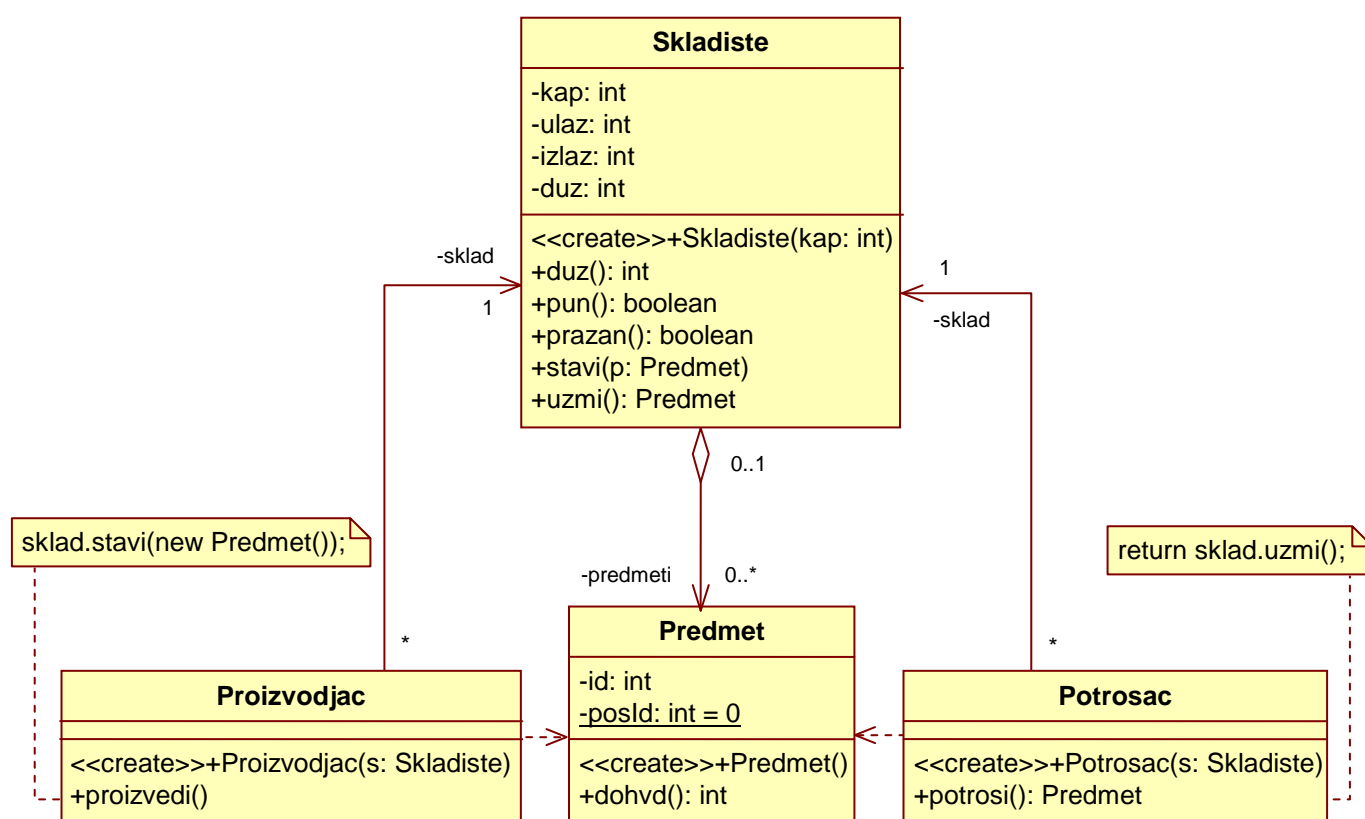 Skladiste
-kap: int
-ulaz: int
-izlaz: int
-duz: int
<<create>>+Skladiste(kap: int)
+duz(): int
+pun(): boolean
+prazan(): boolean
+stavi(p: Predmet)
+uzmi(): Predmet
-sklad
1
1
-sklad
0..1
sklad.stavi(new Predmet());
return sklad.uzmi();
-predmeti
0..*
*
*
Proizvodjac
<<create>>+Proizvodjac(s: Skladiste)
+proizvedi()
Predmet
-id: int
-posId: int = 0
<<create>>+Predmet()
+dohvd(): int
Potrosac
<<create>>+Potrosac(s: Skladiste)
+potrosi(): Predmet